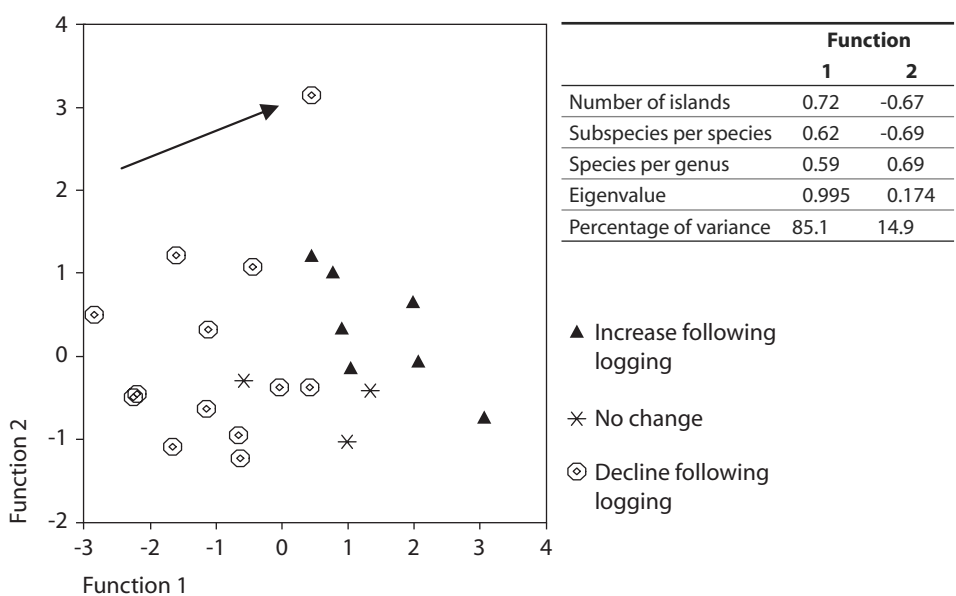 4
3
2
1
0
-1
-2
Function 2
-3 -2 -1 0 1 2 3 4
Function 1
Function
1 2
Number of islands 0.72 -0.67
Subspecies per species 0.62 -0.69
Species per genus 0.59 0.69
Eigenvalue 0.995 0.174
Percentage of variance 85.1 14.9
Increase following
logging
No change
Decline following
logging